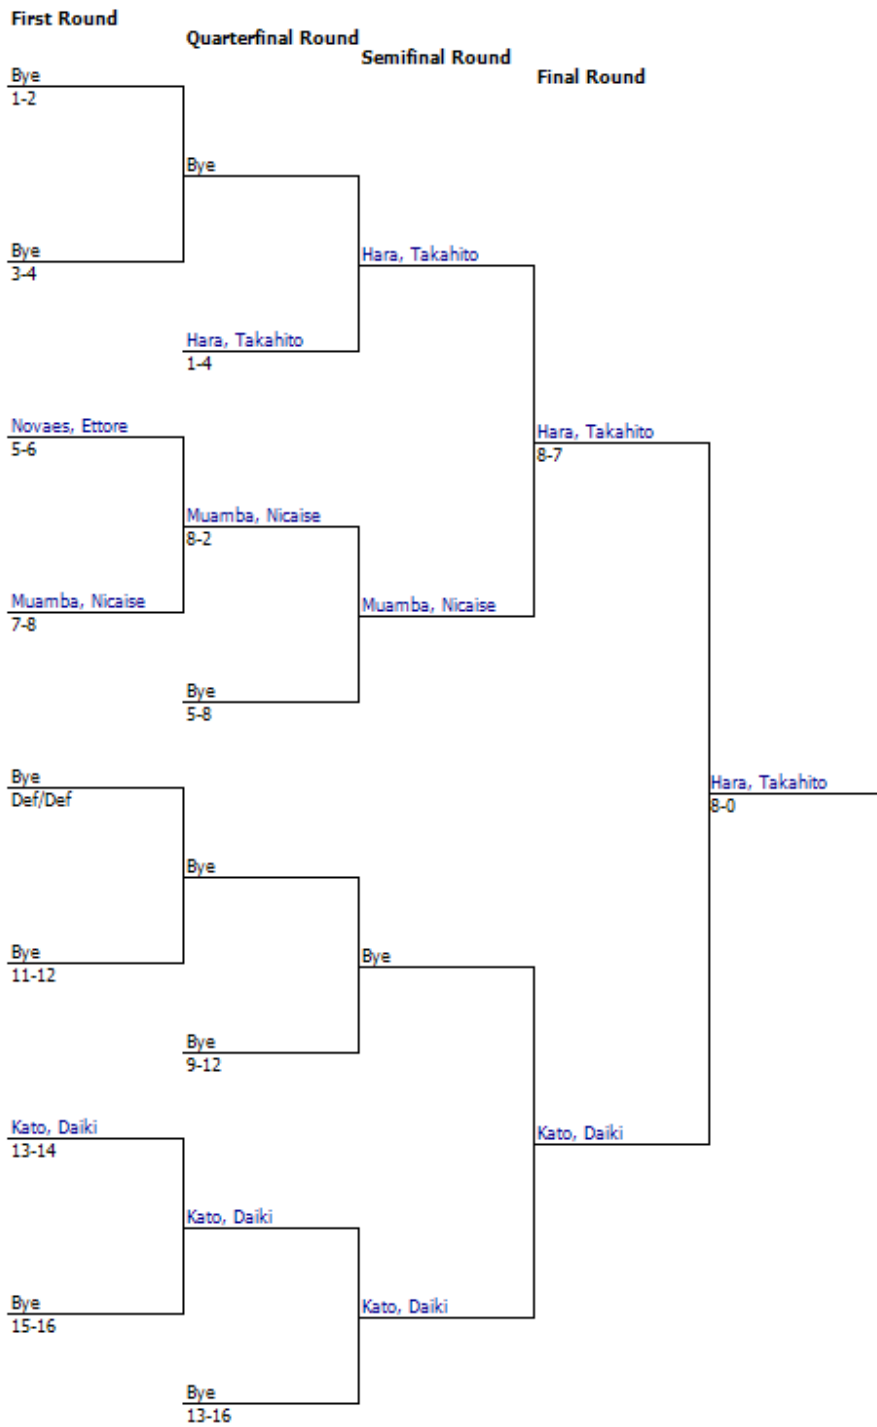 First Round
Quarterfinal Round
Semifinal Round
Final Round
Bye
1-2
Bye
Bye
3-4
Hara, Takahito
Hara, Takahito
1-4
Novaes, Ettore
5-6
Hara, Takahito
8-7
Muamba, Nicaise
8-2
Muamba, Nicaise
7-8
Muamba, Nicaise
Bye
5-8
Bye
Def/Def
Hara, Takahito
8-0
Bye
Bye
11-12
Bye
Bye
9-12
Kato, Daiki
13-14
Kato, Daiki
Kato, Daiki
Bye
15-16
Kato, Daiki
Bye
13-16